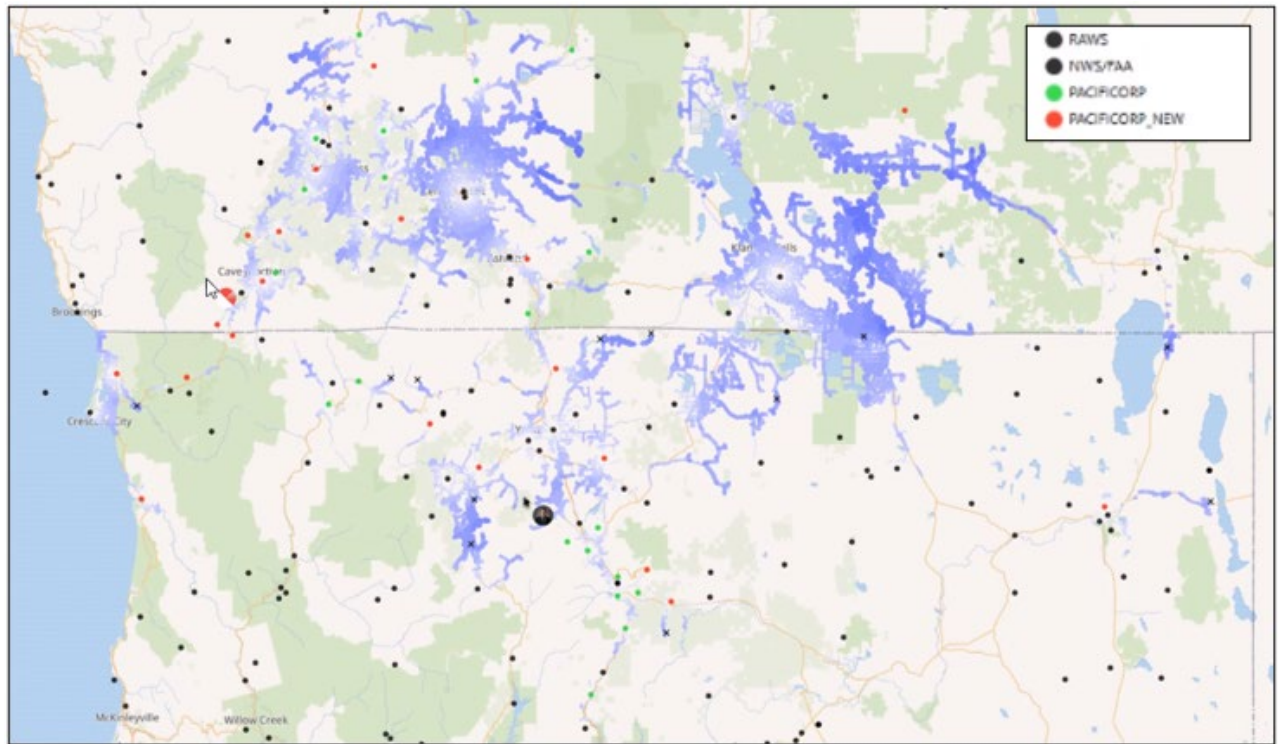 RAWS
NWS/FAA
PACIFICORP
PACIFICORP_NEW
Brookings
Crescent City
McKinleyville
Willow Creek